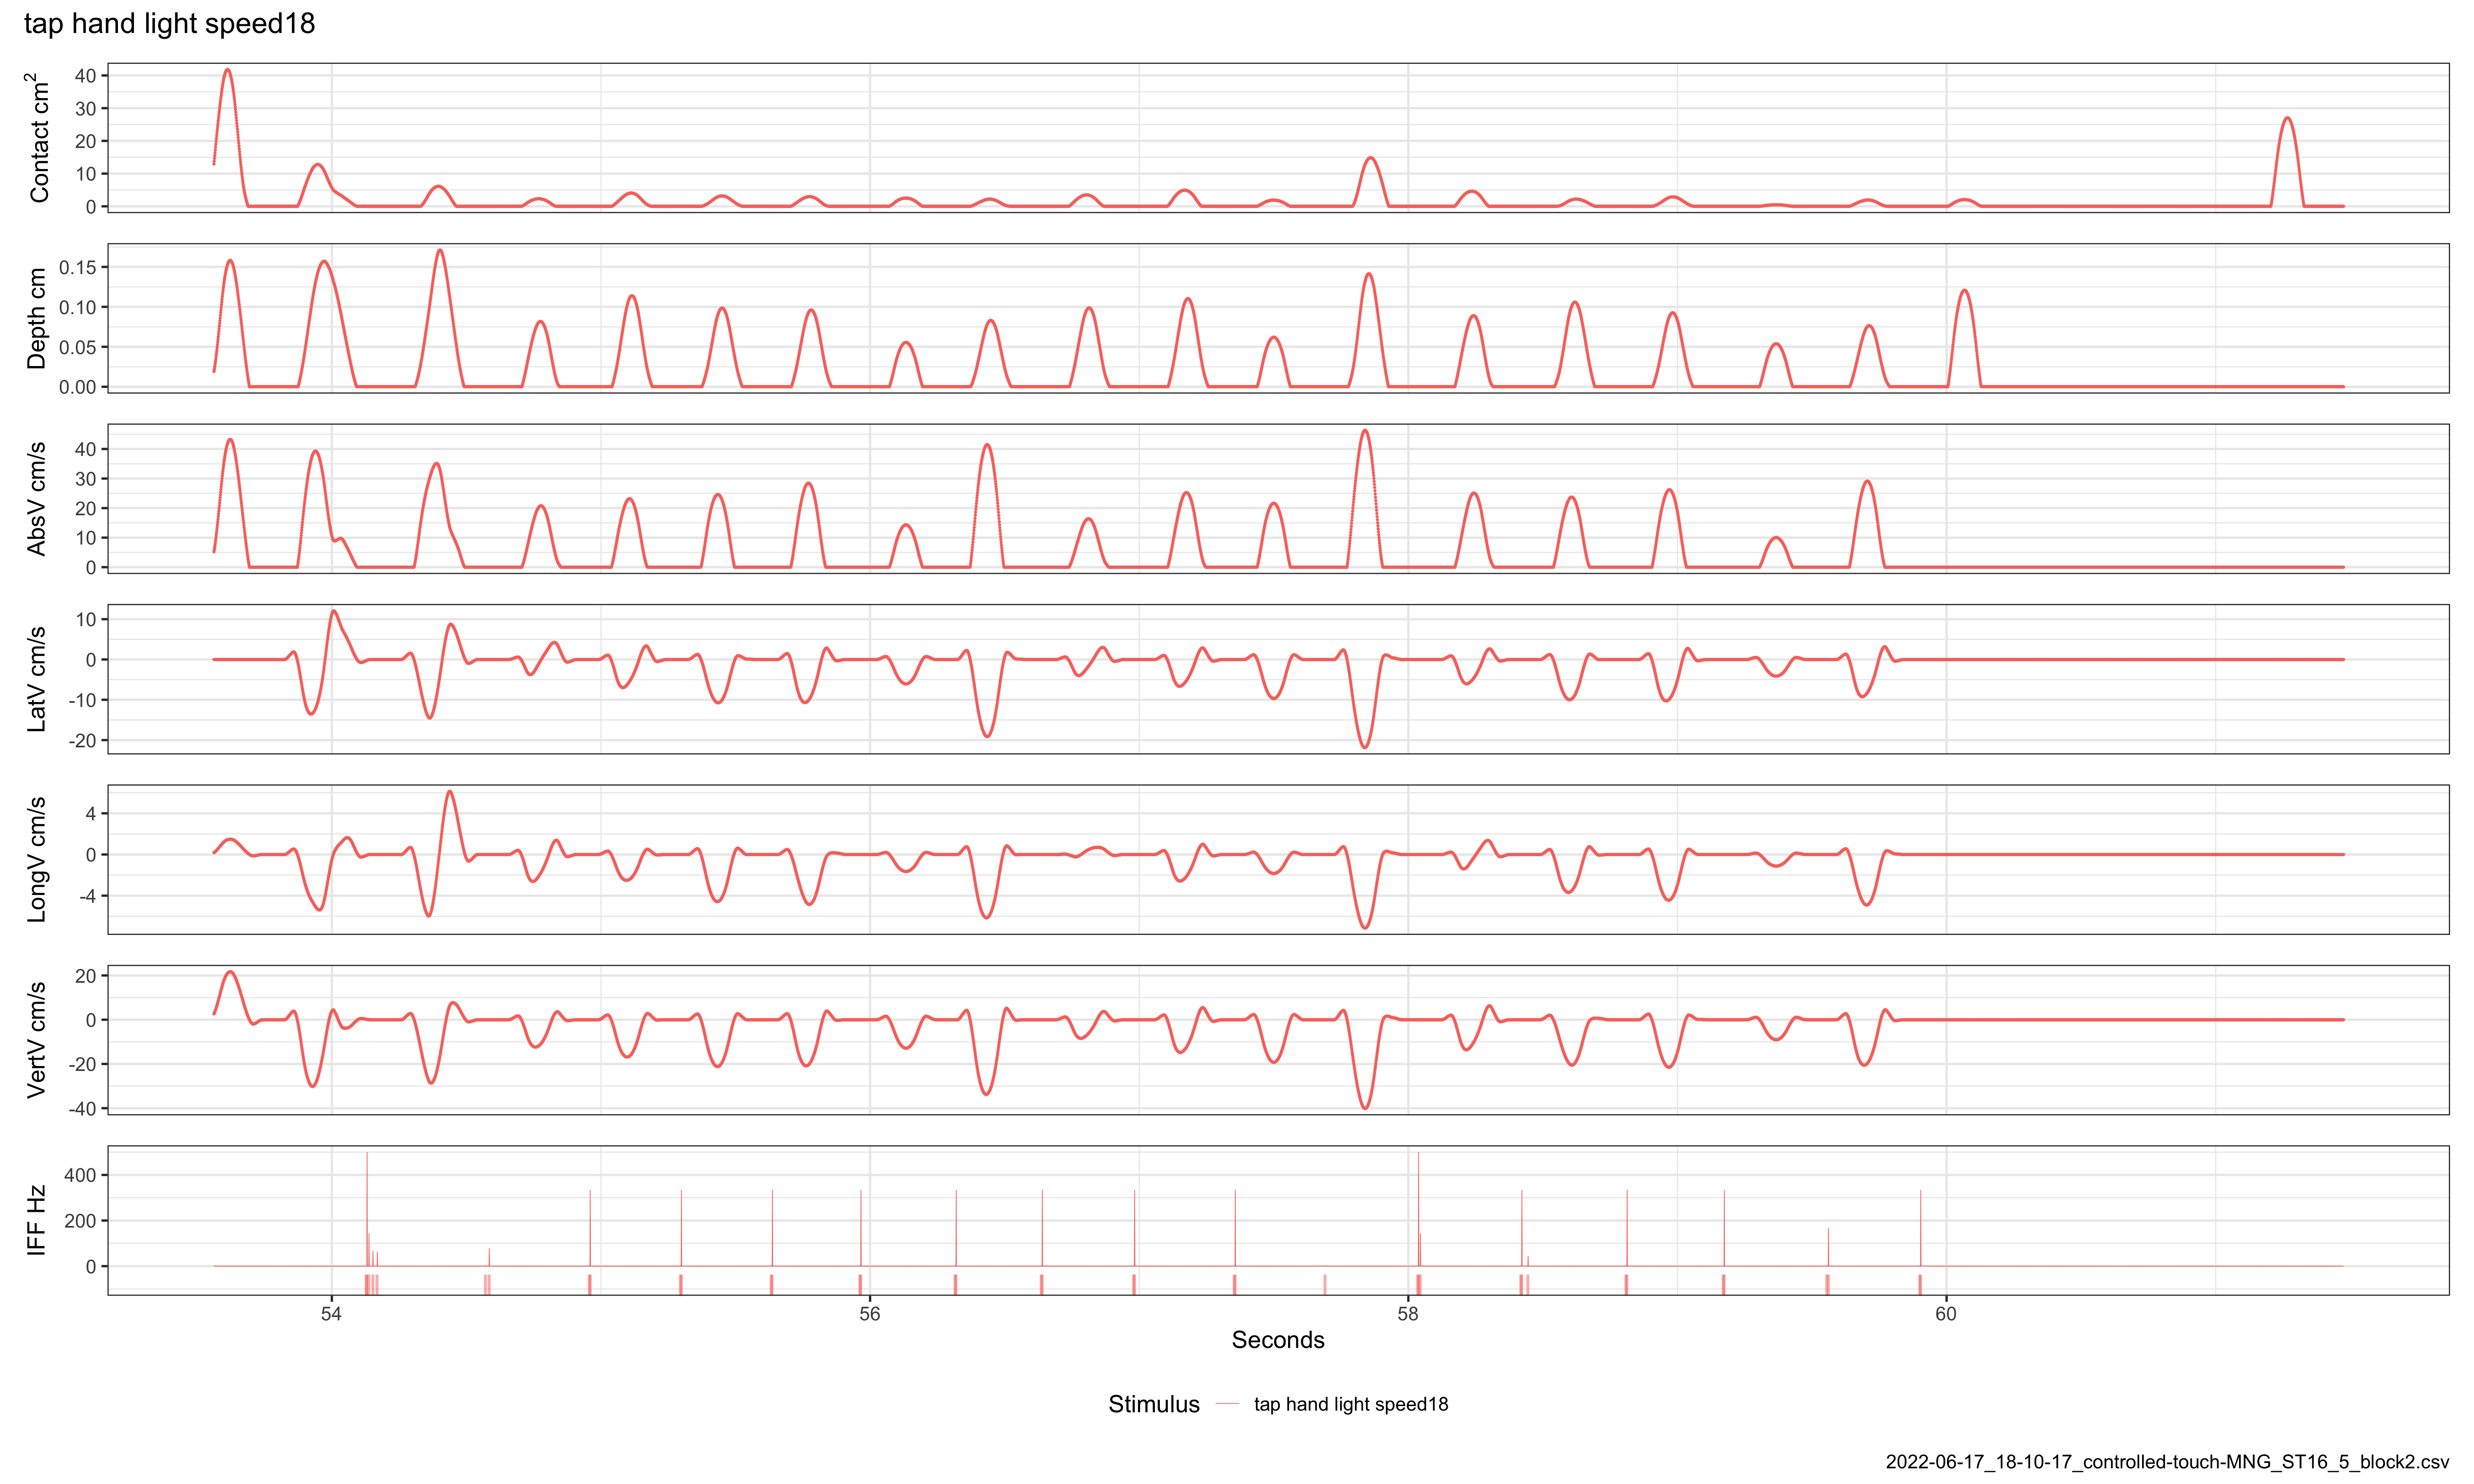 tap hand light speed18
Contact cm²
40
30
20
10
0
Depth cm
0.15
0.10
0.05
0.00
AbsV cm/s
40
30
20
10
0
LatV cm/s
10
0
-10
-20
LongV cm/s
4
0
-4
VertV cm/s
20
0
-20
-40
IFF Hz
400
200
0
54 56 58 60
Seconds
Stimulus tap hand light speed18
2022-06-17_18-10-17_controlled-touch-MNG_ST16_5_block2.csv